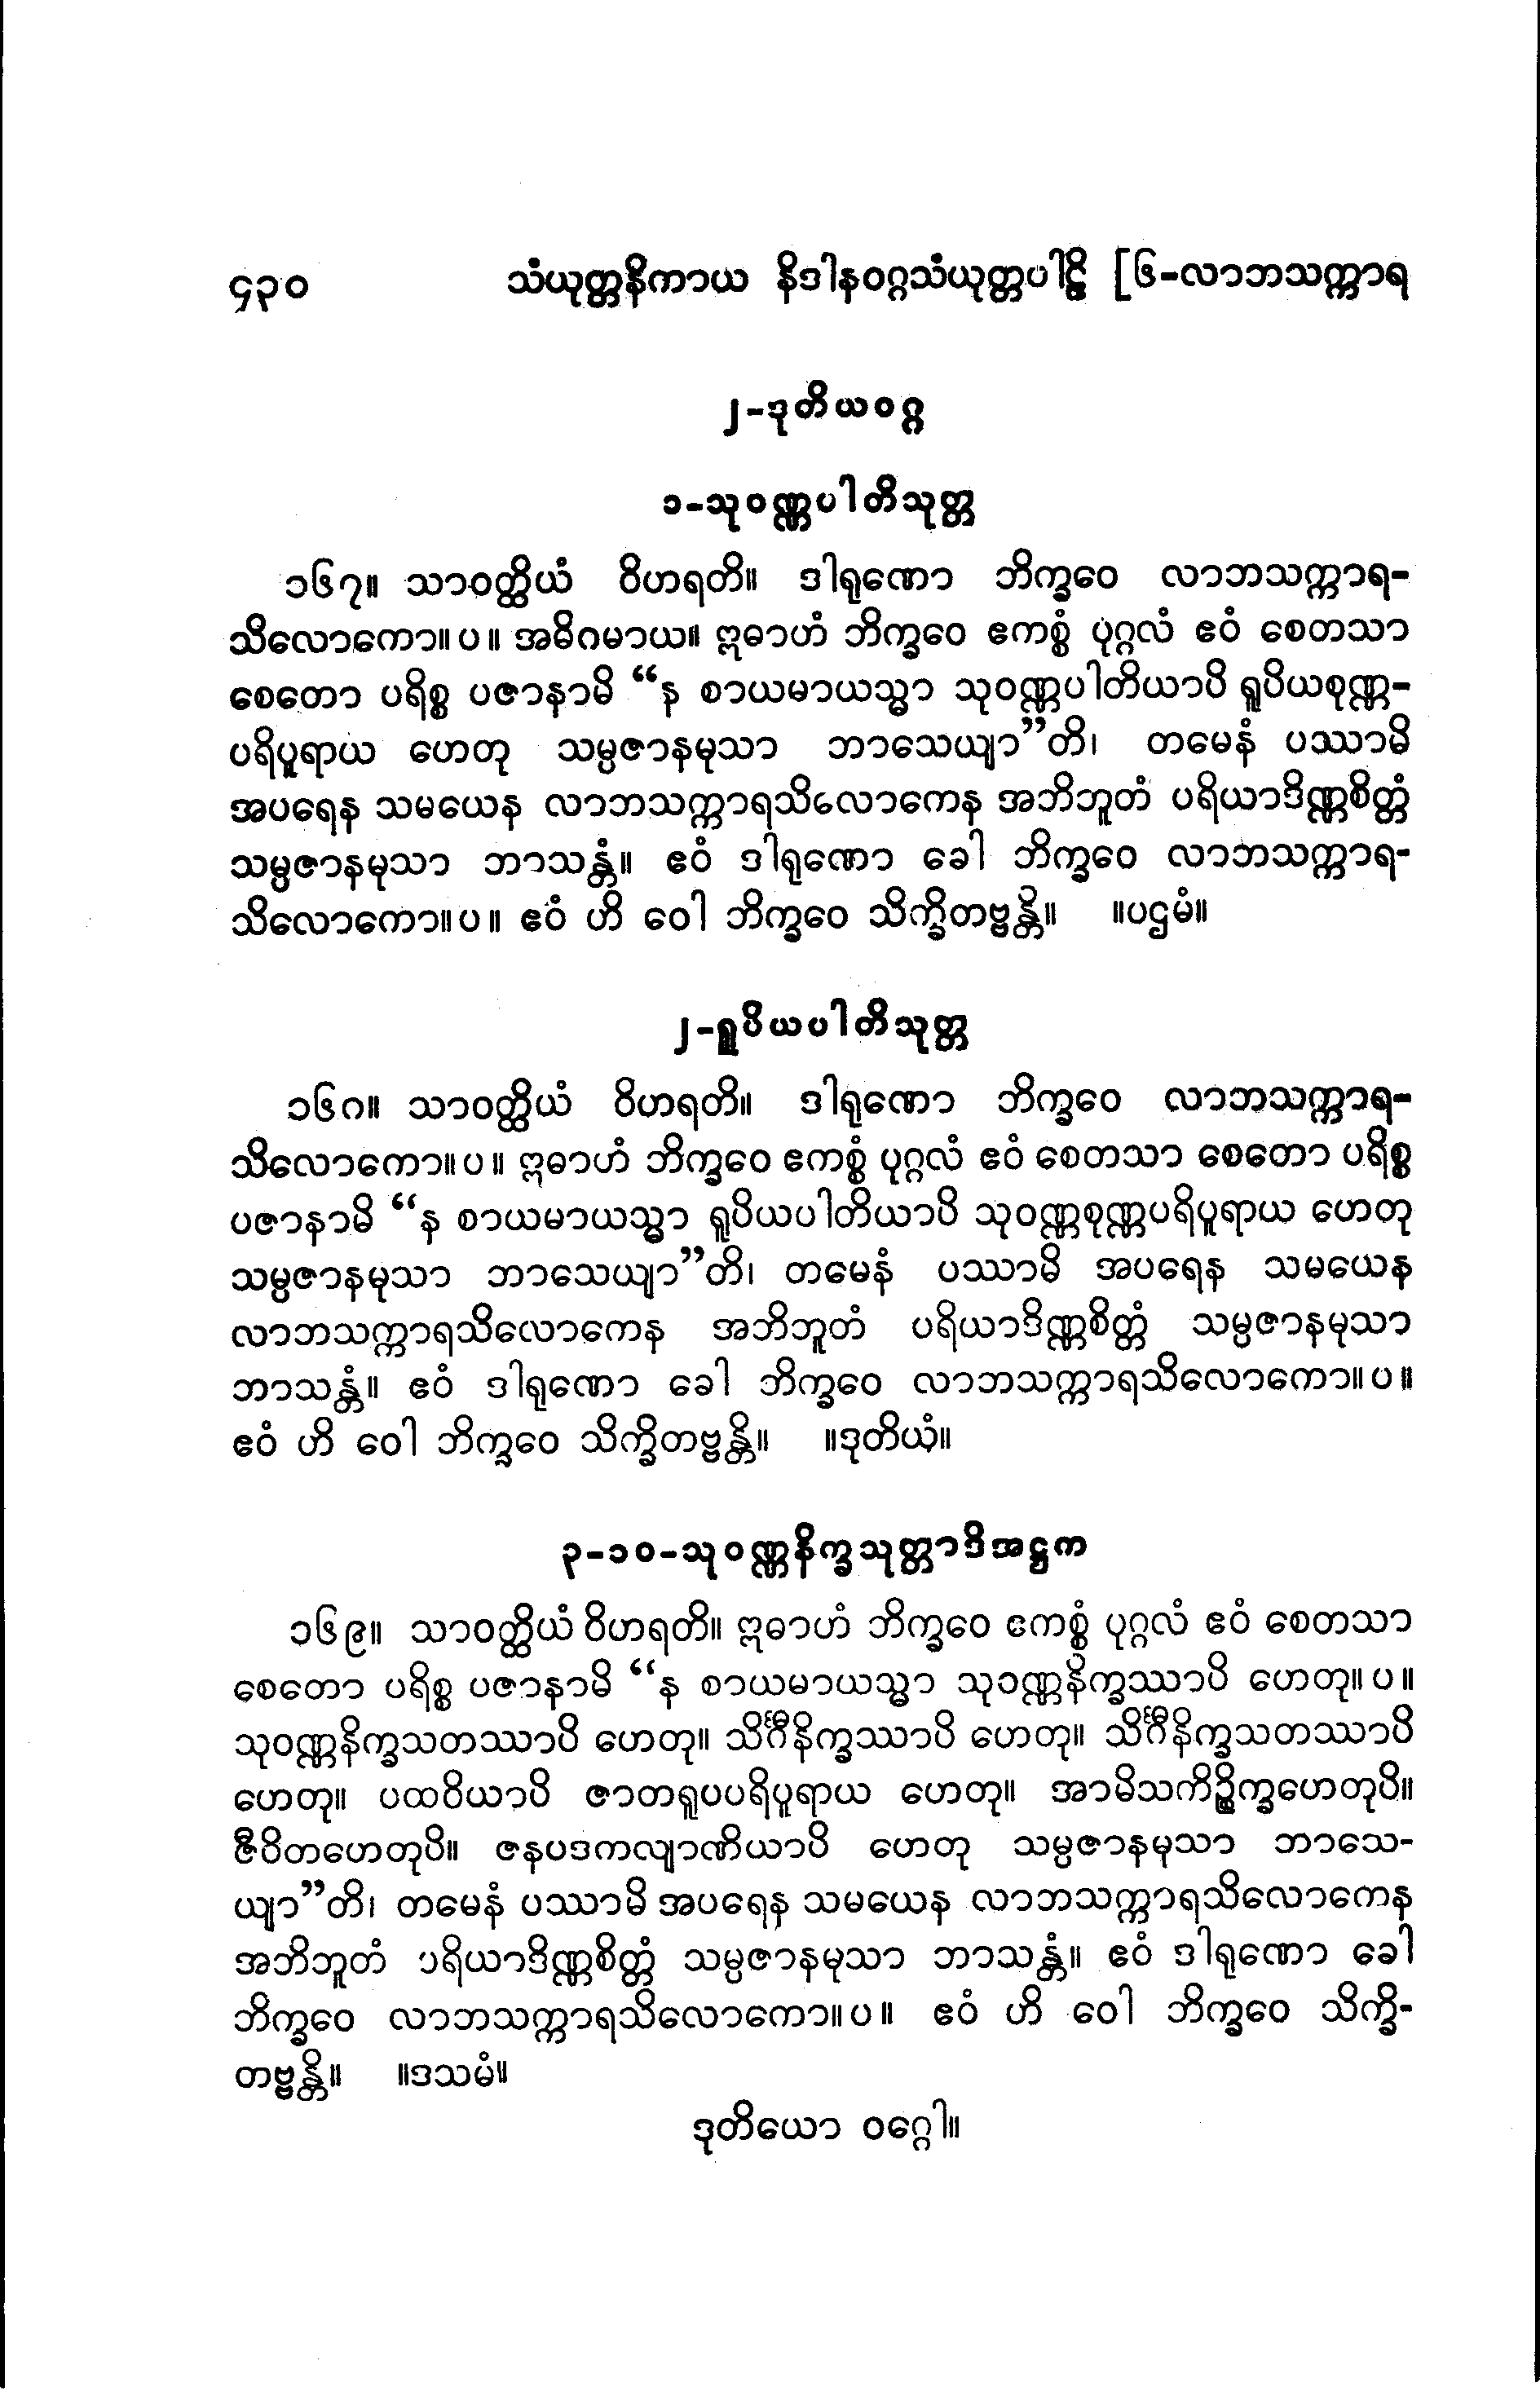 ၄၃၀ သံယုတ္တနိကာယ နိဒါနဝဂ္ဂသံယုတ္တပါဠိ [၆-လာဘသက္ကာရ
၂-ဒုတိယဝဂ္ဂ
၁-သုဝဏ္ဏပါတိသုတ္တ
၁၆၇။ သာဝတ္ထိယံ ဝိဟရတိ။ ဒါရုဏော ဘိက္ခဝေ လာဘသက္ကာရ-
သိလောကော။ပ။ အဓိဂမာယ။ ဣဓာဟံ ဘိက္ခဝေ ဧကစ္စံ ပုဂ္ဂလံ ဧဝံ စေတသာ
စေတော ပရိစ္စ ပဇာနာမိ “န စာယမာယသ္မာ သုဝဏ္ဏပါတိယာပိ ရူပိယစုဏ္ဏ-
ပရိပူရာယ ဟေတု သမ္ပဇာနမုသာ ဘာသေယျာ”တိ၊ တမေနံ ပဿာမိ
အပရေန သမယေန လာဘသက္ကာရသိလောကေန အဘိဘူတံ ပရိယာဒိဏ္ဏစိတ္တံ
သမ္ပဇာနမုသာ ဘာသန္တံ။ ဧဝံ ဒါရုဏော ခေါ ဘိက္ခဝေ လာဘသက္ကာရ-
သိလောကော။ပ။ ဧဝံ ဟိ ဝေါ ဘိက္ခဝေ သိက္ခိတဗ္ဗန္တိ။ ။ပဌမံ။
၂-ရူပိယပါတိသုတ္တ
၁၆၈။ သာဝတ္ထိယံ ဝိဟရတိ။ ဒါရုဏော ဘိက္ခဝေ လာဘသက္ကာရ-
သိလောကော။ပ။ ဣဓာဟံ ဘိက္ခဝေ ဧကစ္စံ ပုဂ္ဂလံ ဧဝံ စေတသာ စေတော ပရိစ္စ
ပဇာနာမိ “န စာယမာယသ္မာ ရူပိယပါတိယာပိ သုဝဏ္ဏစုဏ္ဏပရိပူရာယ ဟေတု
သမ္ပဇာနမုသာ ဘာသေယျာ”တိ၊ တမေနံ ပဿာမိ အပရေန သမယေန
လာဘသက္ကာရသိလောကေန အဘိဘူတံ ပရိယာဒိဏ္ဏစိတ္တံ သမ္ပဇာနမုသာ
ဘာသန္တံ။ ဧဝံ ဒါရုဏော ခေါ ဘိက္ခဝေ လာဘသက္ကာရသိလောကော။ပ။
ဧဝံ ဟိ ဝေါ ဘိက္ခဝေ သိက္ခိတဗ္ဗန္တိ။ ။ဒုတိယံ။
၃-၁၀-သုဝဏ္ဏနိက္ခသုတ္တာဒိအဋ္ဌက
၁၆၉။ သာဝတ္ထိယံ ဝိဟရတိ။ ဣဓာဟံ ဘိက္ခဝေ ဧကစ္စံ ပုဂ္ဂလံ ဧဝံ စေတသာ
စေတော ပရိစ္စ ပဇာနာမိ “န စာယမာယသ္မာ သုဝဏ္ဏနိက္ခဿာပိ ဟေတု။ပ။
သုဝဏ္ဏနိက္ခသတဿာပိ ဟေတု။ သိင်္ဂီနိက္ခဿာပိ ဟေတု။ သိင်္ဂီနိက္ခသတဿာပိ
ဟေတု။ ပထဝိယာပိ ဇာတရူပပရိပူရာယ ဟေတု။ အာမိသကိဉ္စိက္ခဟေတုပိ။
ဇီဝိတဟေတုပိ။ ဇနပဒကလျာဏိယာပိ ဟေတု သမ္ပဇာနမုသာ ဘာသေ-
ယျာ”တိ၊ တမေနံ ပဿာမိ အပရေန သမယေန လာဘသက္ကာရသိလောကေန
အဘိဘူတံ ပရိယာဒိဏ္ဏစိတ္တံ သမ္ပဇာနမုသာ ဘာသန္တံ။ ဧဝံ ဒါရုဏော ခေါ
ဘိက္ခဝေ လာဘသက္ကာရသိလောကော။ပ။ ဧဝံ ဟိ ဝေါ ဘိက္ခဝေ သိက္ခိ-
တဗ္ဗန္တိ။ ။ဒသမံ။
ဒုတိယော ဝဂ္ဂေါ။